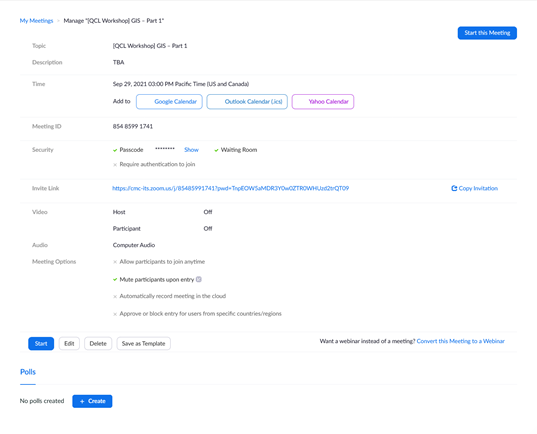 My Meetings > Manage "[QCL Workshop] GIS – Part 1"
Start this Meeting
Topic [QCL Workshop] GIS – Part 1
Description TBA
Time Sep 29, 2021 03:00 PM Pacific Time (US and Canada)
Add to Google Calendar Outlook Calendar (.ics) Yahoo Calendar
Meeting ID 854 8599 1741
Security Passcode ******** Show Waiting Room
Require authentication to join
Invite Link https://cmc-its.zoom.us/j/85485991741?pwd=TnpEOW5aMDR3Y0w0ZTR0WHUzd2trQT09 Copy Invitation
Video Host Off
Participant Off
Audio Computer Audio
Meeting Options Allow participants to join anytime
Mute participants upon entry
Automatically record meeting in the cloud
Approve or block entry for users from specific countries/regions
Start Edit Delete Save as Template Want a webinar instead of a meeting? Convert this Meeting to a Webinar
Polls
No polls created + Create